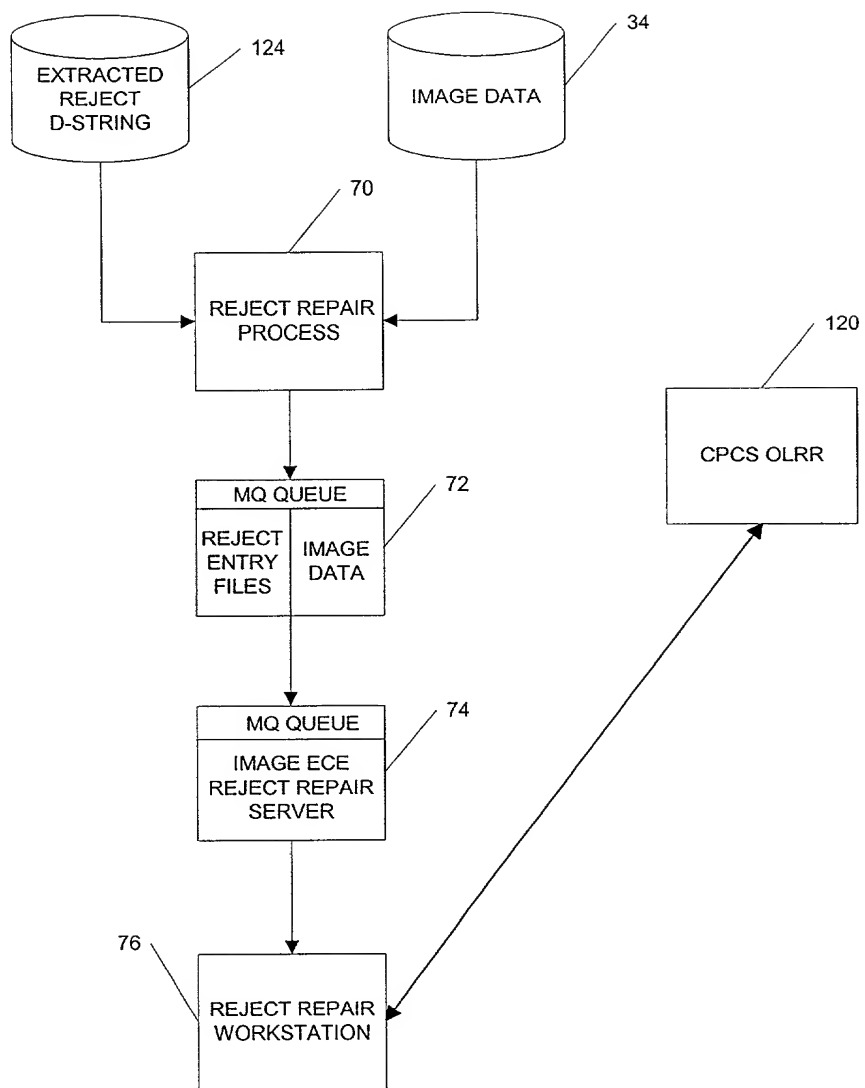 124
34
EXTRACTED
REJECT
D-STRING
IMAGE DATA
70
REJECT REPAIR
PROCESS
120
CPCS OLRR
MQ QUEUE
72
REJECT
ENTRY
FILES
IMAGE
DATA
MQ QUEUE
74
IMAGE ECE
REJECT REPAIR
SERVER
76
REJECT REPAIR
WORKSTATION